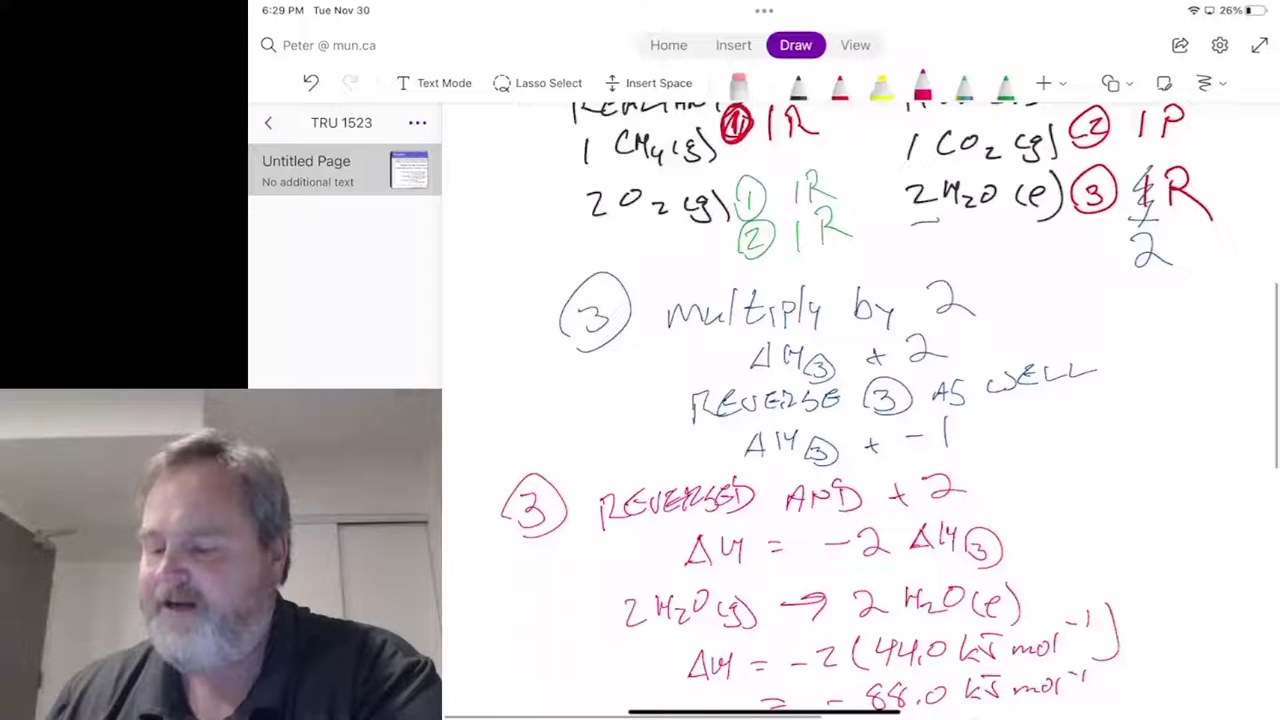 6:29 PM Tue Nov 30
26%
Peter @ mun.ca
Home Insert Draw View
Text Mode Lasso Select Insert Space
TRU 1523
Untitled Page
No additional text
REACTANT
1 CH4(g) ① 1R
1 CO2(g) ② 1P
2 O2(g) ① 1R
② 1R
2 H2O(l) ③ 1 R
2
③ multiply by 2
ΔH③ × 2
REVERSE ③ AS WELL
ΔH③ × -1
③ REVERSED AND × 2
ΔH = -2 ΔH③
2 H2O(g) → 2 H2O(l)
ΔH = -2 (44.0 kJ mol⁻¹)
= -88.0 kJ mol⁻¹